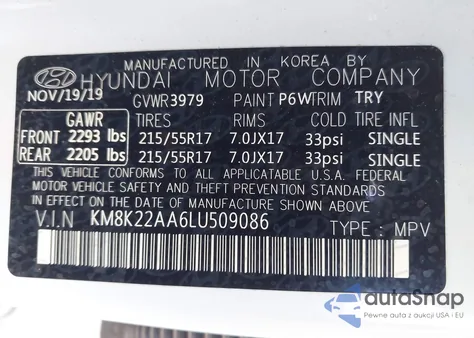 MANUFACTURED IN KOREA BY
HYUNDAI MOTOR COMPANY
NOV/19/19 GVWR3979 PAINT P6W TRIM TRY
GAWR TIRES RIMS COLD TIRE INFL
FRONT 2293 lbs 215/55R17 7.0JX17 33psi SINGLE
REAR 2205 lbs 215/55R17 7.0JX17 33psi SINGLE
THIS VEHICLE CONFORMS TO ALL APPLICABLE U.S.A. FEDERAL
MOTOR VEHICLE SAFETY AND THEFT PREVENTION STANDARDS
IN EFFECT ON THE DATE OF MANUFACTURE SHOWN ABOVE.
V.I.N KM8K22AA6LU509086
TYPE : MPV
autoSnap
Pewne auta z aukcji USA i EU